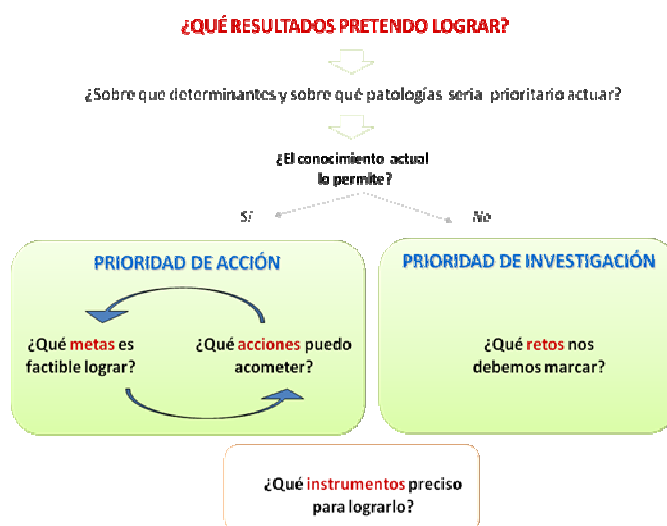 ¿QUÉ RESULTADOS PRETENDO LOGRAR?
¿Sobre que determinantes y sobre qué patologías seria prioritario actuar?
¿El conocimiento actual
lo permite?
Sí
No
PRIORIDAD DE ACCIÓN
¿Qué metas es
factible lograr?
¿Qué acciones puedo
acometer?
PRIORIDAD DE INVESTIGACIÓN
¿Qué retos nos
debemos marcar?
¿Qué instrumentos preciso
para lograrlo?